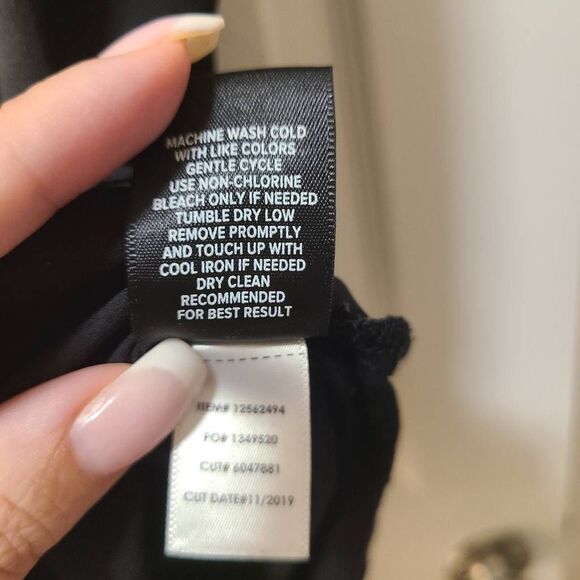 MACHINE WASH COLD
WITH LIKE COLORS
GENTLE CYCLE
USE NON-CHLORINE
BLEACH ONLY IF NEEDED
TUMBLE DRY LOW
REMOVE PROMPTLY
AND TOUCH UP WITH
COOL IRON IF NEEDED
DRY CLEAN
RECOMMENDED
FOR BEST RESULT
ITEM# 12562494
PO# 1349520
CUT# 6047881
CUT DATE#11/2019